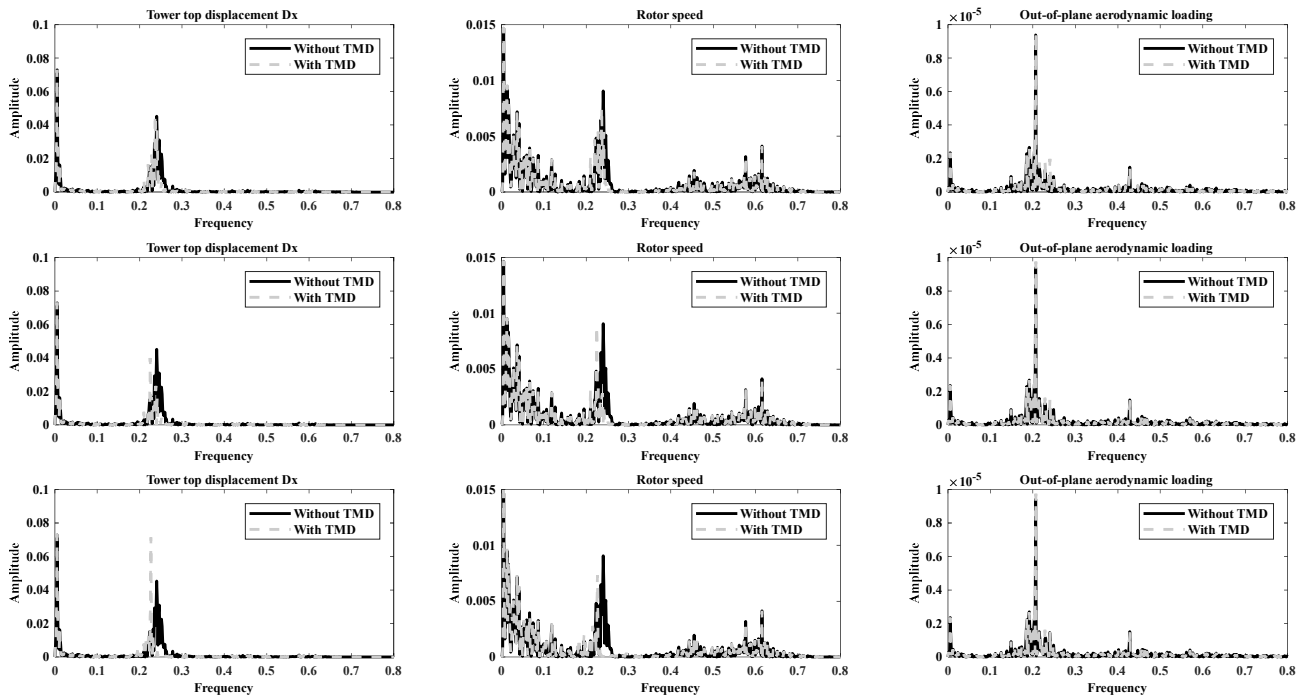 Tower top displacement Dx
0.1
0.08
0.06
0.04
0.02
0
Amplitude
Without TMD
With TMD
0 0.1 0.2 0.3 0.4 0.5 0.6 0.7 0.8
Frequency
Rotor speed
0.015
0.01
0.005
0
Amplitude
Without TMD
With TMD
0 0.1 0.2 0.3 0.4 0.5 0.6 0.7 0.8
Frequency
Out-of-plane aerodynamic loading
×10⁻⁵
1
0.8
0.6
0.4
0.2
0
Amplitude
Without TMD
With TMD
0 0.1 0.2 0.3 0.4 0.5 0.6 0.7 0.8
Frequency
Tower top displacement Dx
0.1
0.08
0.06
0.04
0.02
0
Amplitude
Without TMD
With TMD
0 0.1 0.2 0.3 0.4 0.5 0.6 0.7 0.8
Frequency
Rotor speed
0.015
0.01
0.005
0
Amplitude
Without TMD
With TMD
0 0.1 0.2 0.3 0.4 0.5 0.6 0.7 0.8
Frequency
Out-of-plane aerodynamic loading
×10⁻⁵
1
0.8
0.6
0.4
0.2
0
Amplitude
Without TMD
With TMD
0 0.1 0.2 0.3 0.4 0.5 0.6 0.7 0.8
Frequency
Tower top displacement Dx
0.1
0.08
0.06
0.04
0.02
0
Amplitude
Without TMD
With TMD
0 0.1 0.2 0.3 0.4 0.5 0.6 0.7 0.8
Frequency
Rotor speed
0.015
0.01
0.005
0
Amplitude
Without TMD
With TMD
0 0.1 0.2 0.3 0.4 0.5 0.6 0.7 0.8
Frequency
Out-of-plane aerodynamic loading
×10⁻⁵
1
0.8
0.6
0.4
0.2
0
Amplitude
Without TMD
With TMD
0 0.1 0.2 0.3 0.4 0.5 0.6 0.7 0.8
Frequency